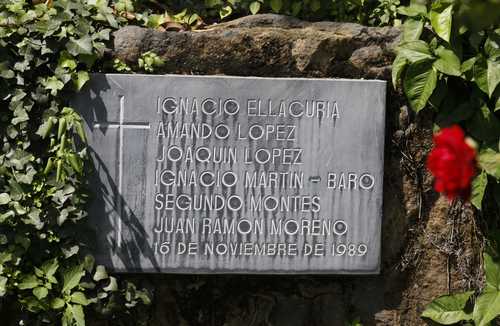 IGNACIO ELLACURIA
AMANDO LOPEZ
JOAQUIN LOPEZ
IGNACIO MARTIN - BARO
SEGUNDO MONTES
JUAN RAMON MORENO
16 DE NOVIEMBRE DE 1989